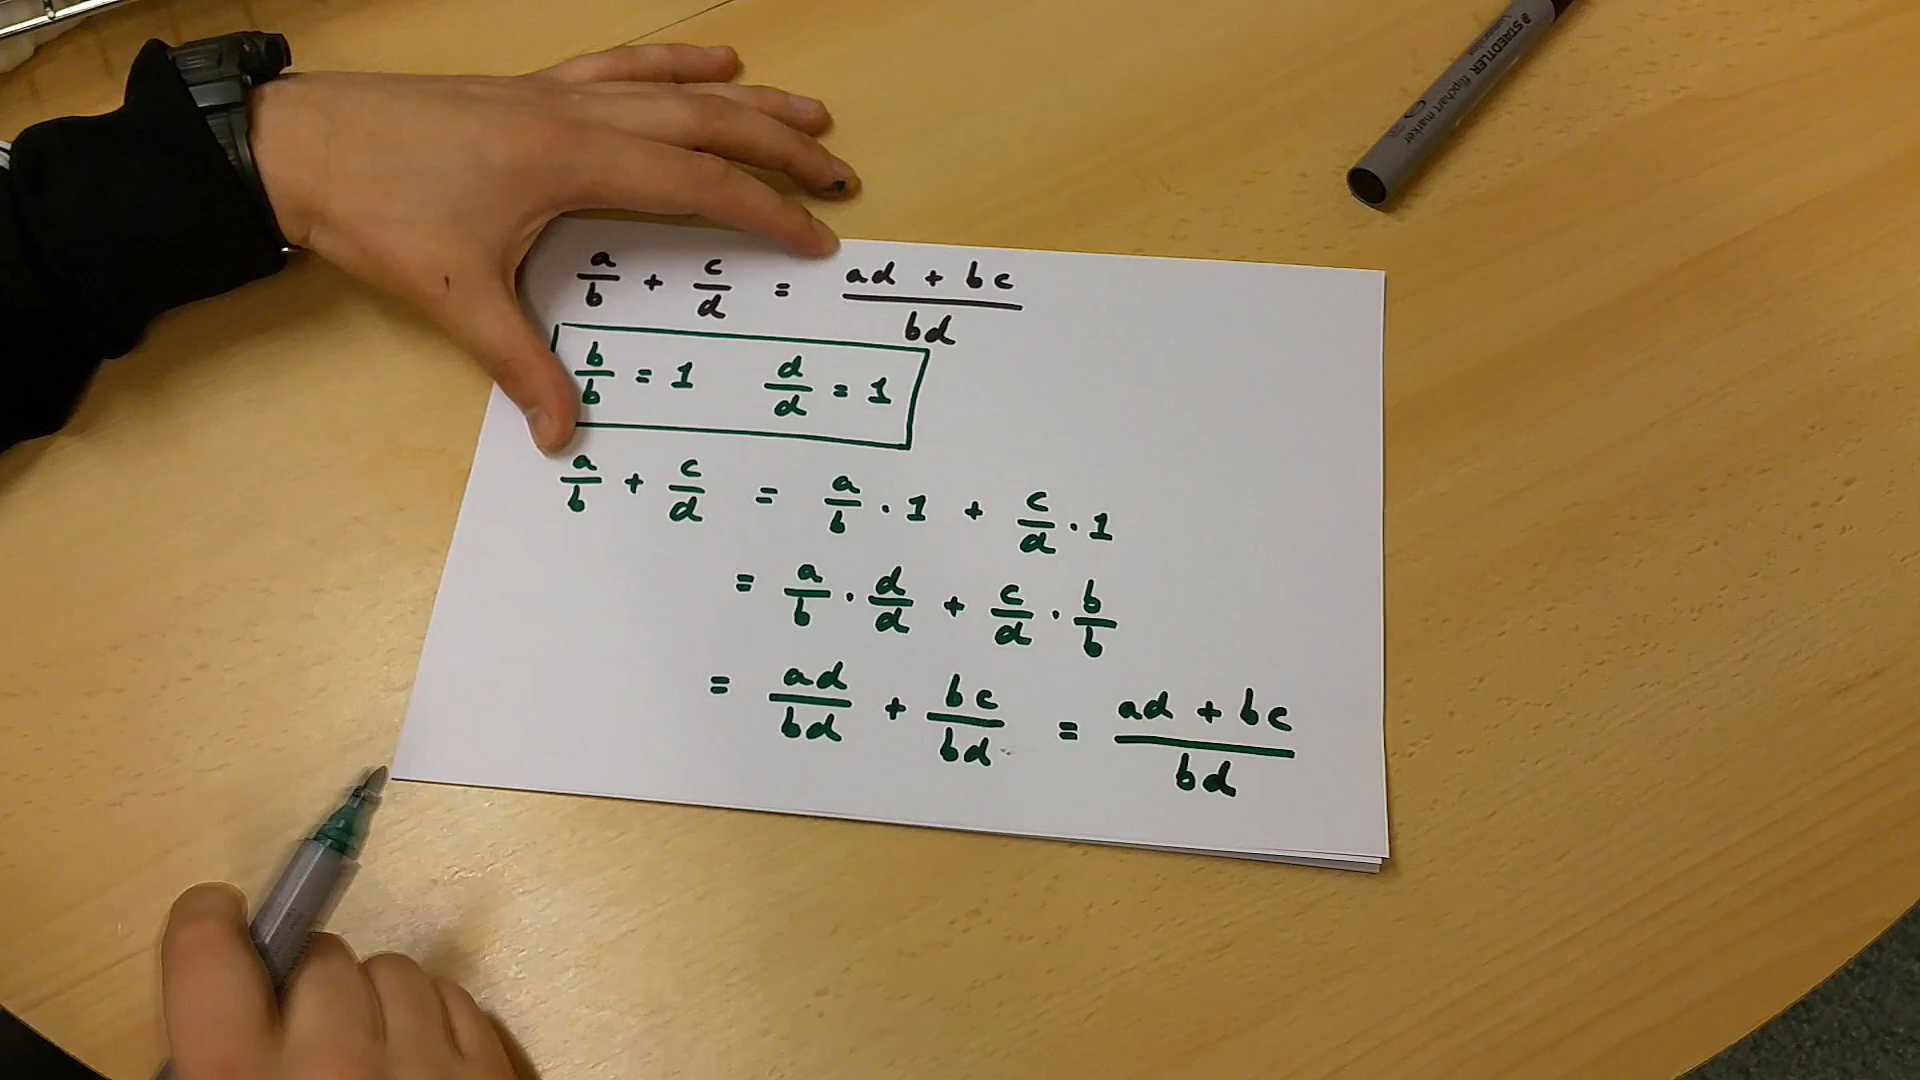 STAEDTLER flipchart marker
a/b + c/d = (ad + bc)/bd
b/b = 1   d/d = 1
a/b + c/d = a/b · 1 + c/d · 1
= a/b · d/d + c/d · b/b
= ad/bd + bc/bd = (ad + bc)/bd